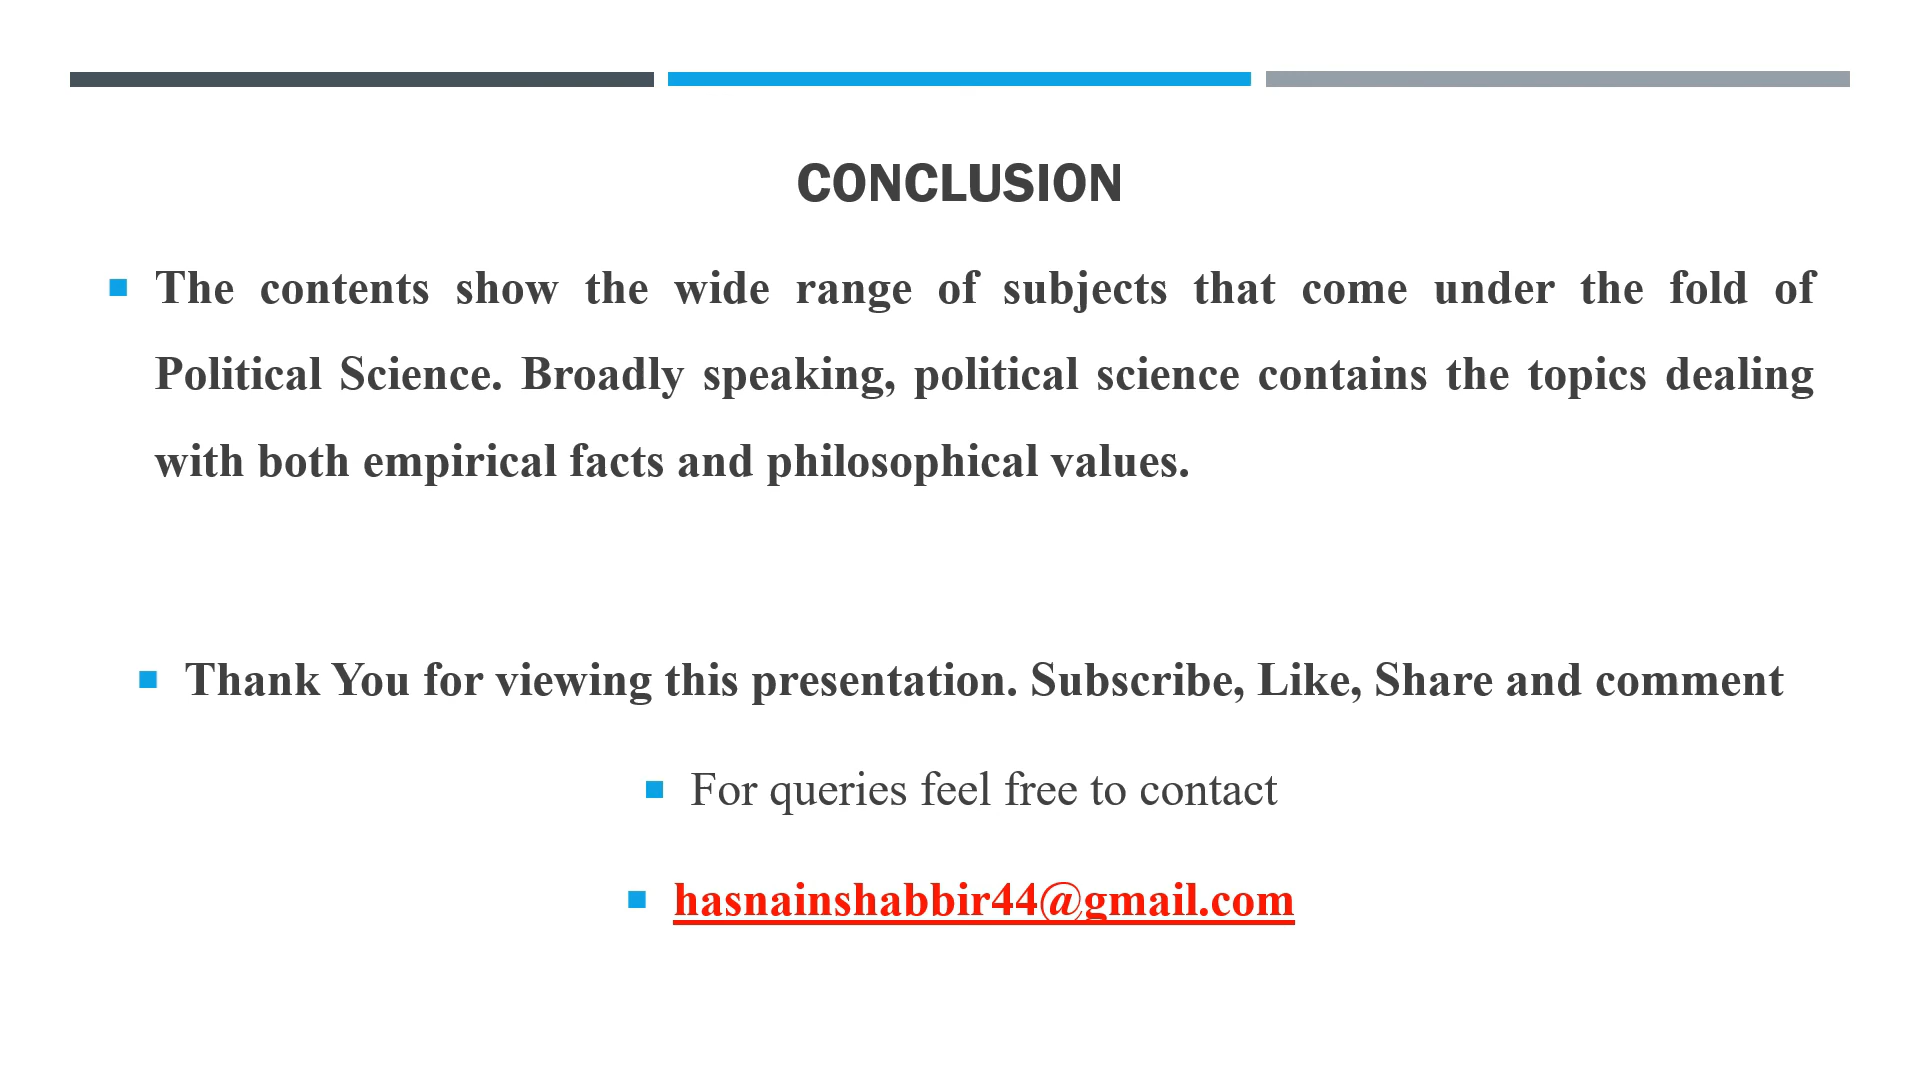 CONCLUSION
The contents show the wide range of subjects that come under the fold of
Political Science. Broadly speaking, political science contains the topics dealing
with both empirical facts and philosophical values.
Thank You for viewing this presentation. Subscribe, Like, Share and comment
For queries feel free to contact
hasnainshabbir44@gmail.com